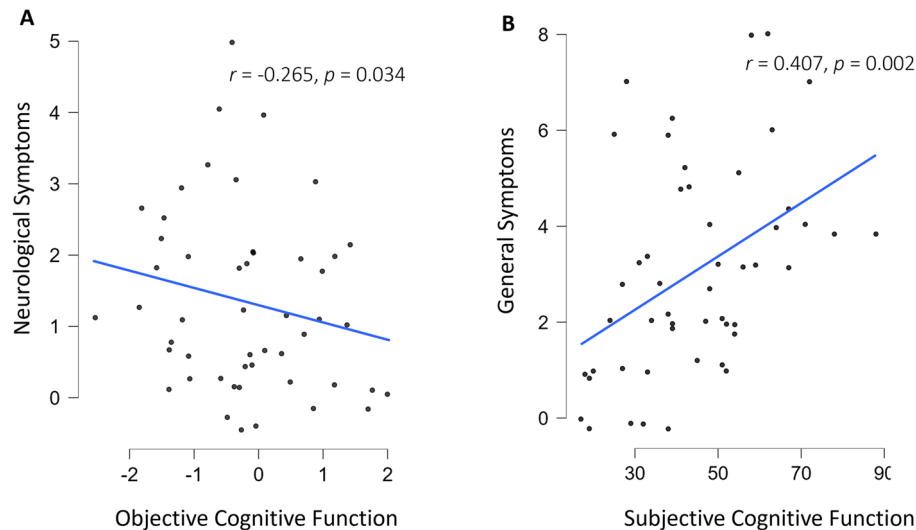 A
r = -0.265, p = 0.034
Neurological Symptoms
5
4
3
2
1
0
-2 -1 0 1 2
Objective Cognitive Function
B
r = 0.407, p = 0.002
General Symptoms
8
6
4
2
0
30 50 70 90
Subjective Cognitive Function